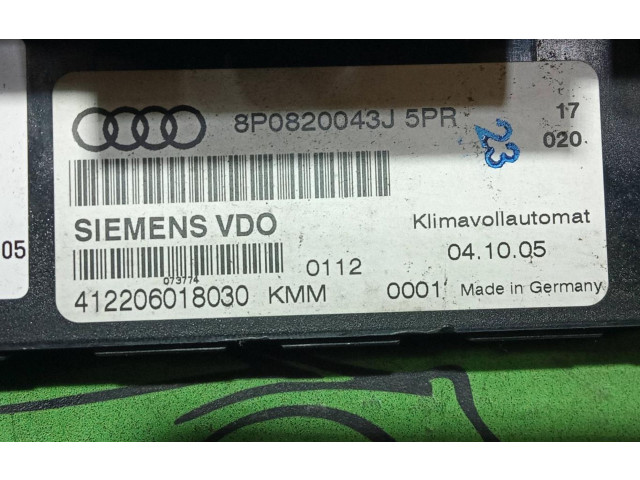 8P0820043J 5PR 17
020
23
SIEMENS VDO
Klimavollautomat
05
073774
0112
04.10.05
412206018030 KMM
0001
Made in Germany